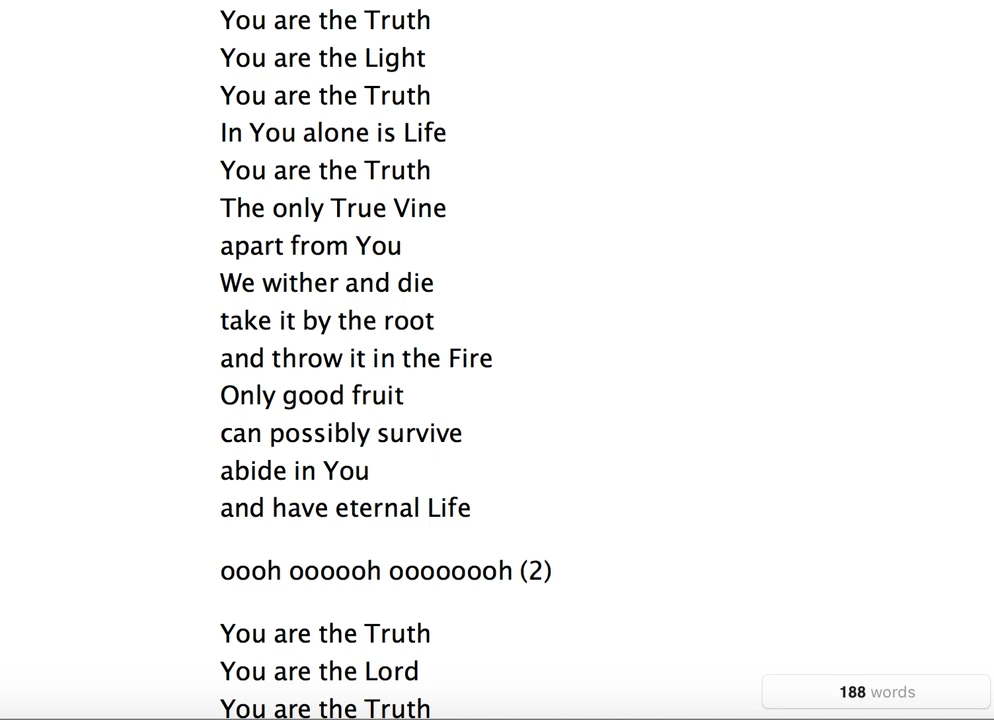 You are the Truth
You are the Light
You are the Truth
In You alone is Life
You are the Truth
The only True Vine
apart from You
We wither and die
take it by the root
and throw it in the Fire
Only good fruit
can possibly survive
abide in You
and have eternal Life
oooh oooooh oooooooh (2)
You are the Truth
You are the Lord
You are the Truth
188 words